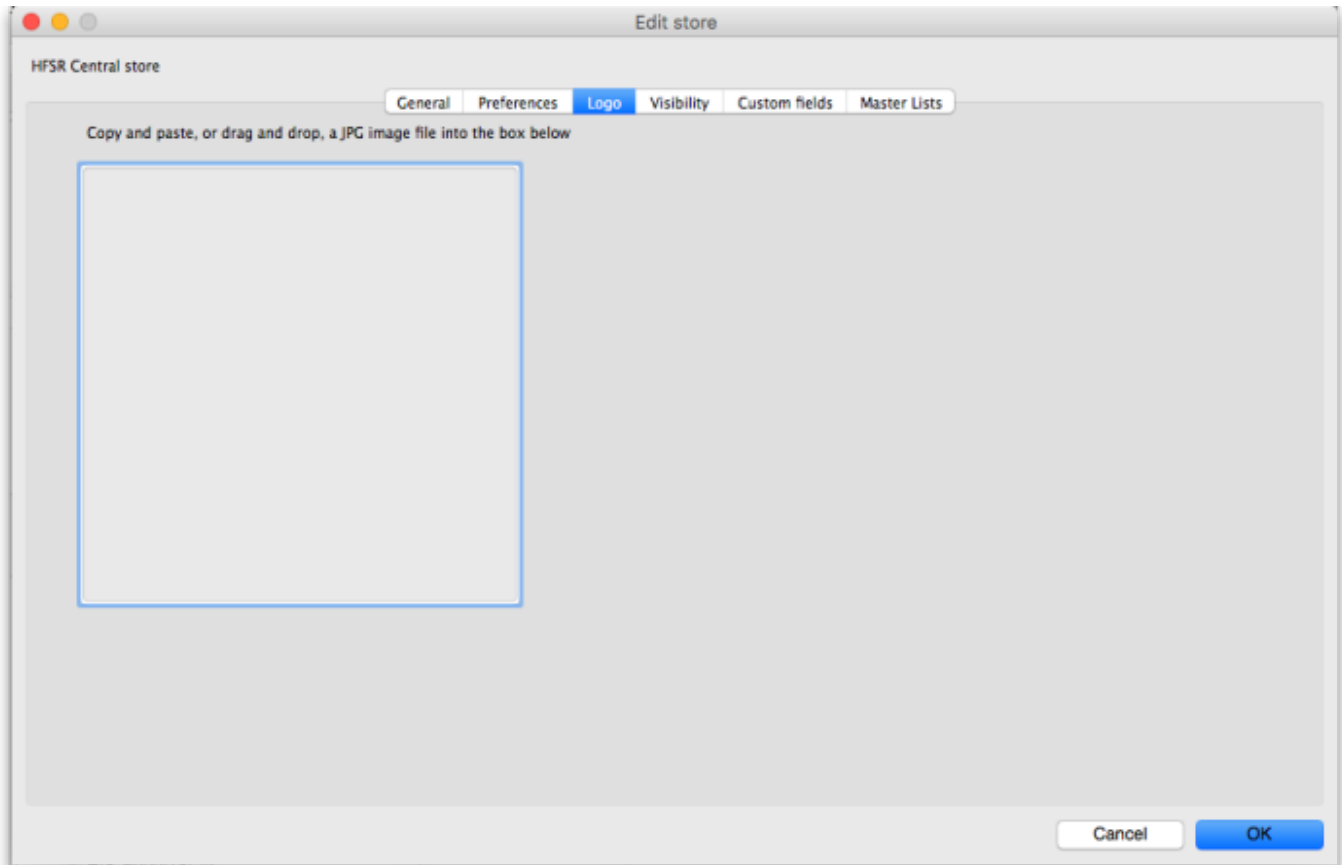 Edit store
HFSR Central store
General Preferences Logo Visibility Custom fields Master Lists
Copy and paste, or drag and drop, a JPG image file into the box below
Cancel OK